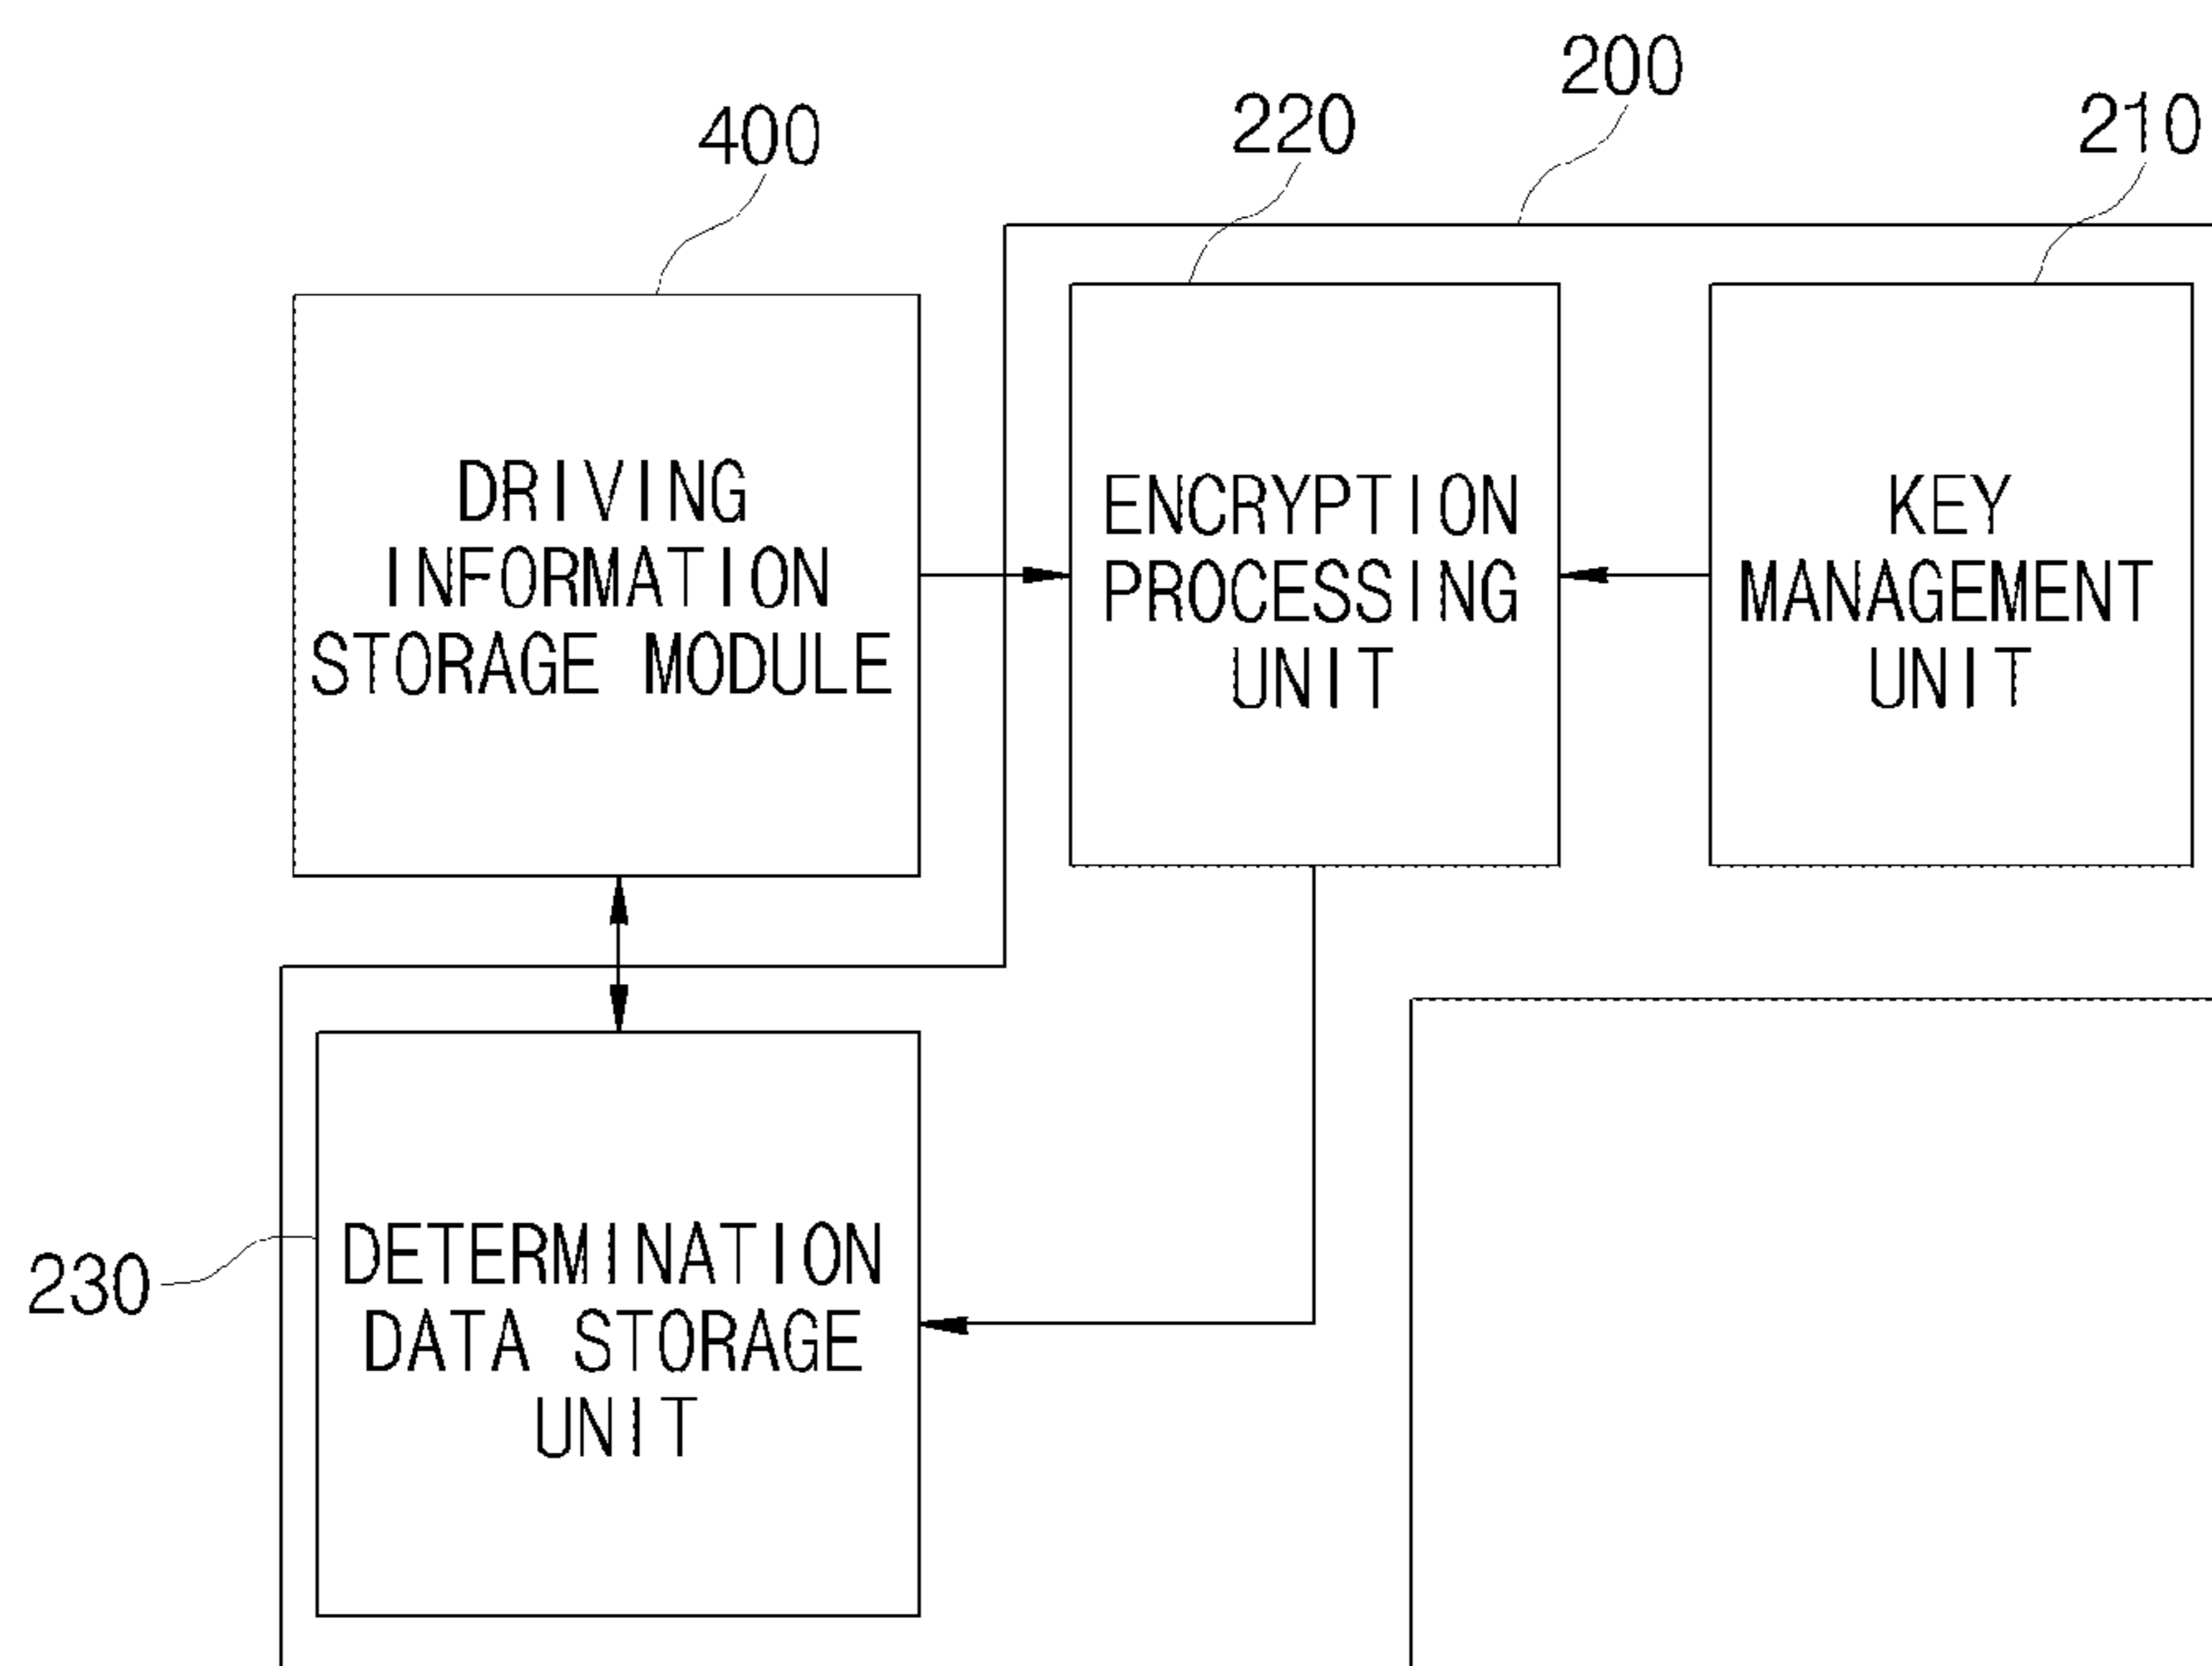 200
400
220
210
DRIVING
INFORMATION
STORAGE MODULE
ENCRYPTION
PROCESSING
UNIT
KEY
MANAGEMENT
UNIT
230
DETERMINATION
DATA STORAGE
UNIT